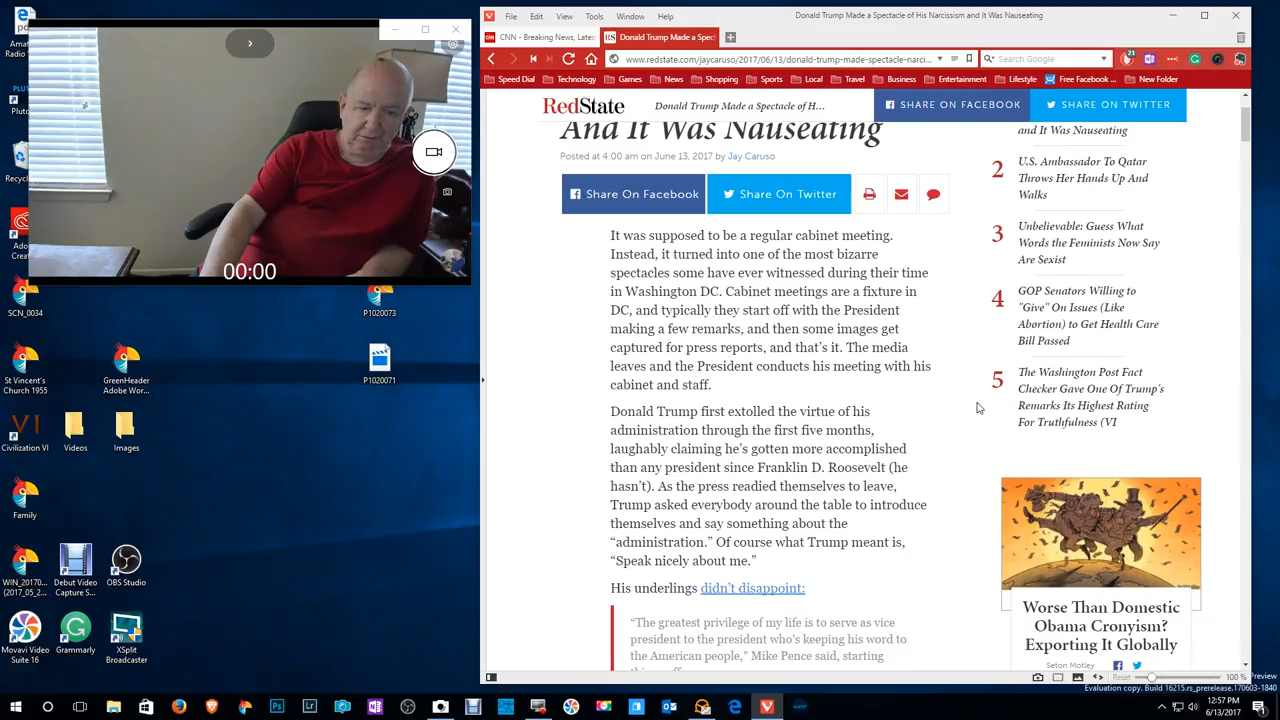 File Edit View Tools Window Help
Donald Trump Made a Spectacle of His Narcissism and It Was Nauseating
CNN - Breaking News, Lates
Donald Trump Made a Spec
www.redstate.com/jaycaruso/2017/06/13/donald-trump-made-spectacle-narci...
Search Google
21
Speed Dial Technology Games News Shopping Sports Local Travel Business Entertainment Lifestyle Free Facebook ... New Folder
RedState
Donald Trump Made a Spectacle of H...
SHARE ON FACEBOOK
SHARE ON TWITTER
And It Was Nauseating
Posted at 4:00 am on June 13, 2017 by Jay Caruso
Share On Facebook
Share On Twitter
It was supposed to be a regular cabinet meeting.
Instead, it turned into one of the most bizarre
spectacles some have ever witnessed during their time
in Washington DC. Cabinet meetings are a fixture in
DC, and typically they start off with the President
making a few remarks, and then some images get
captured for press reports, and that's it. The media
leaves and the President conducts his meeting with his
cabinet and staff.
Donald Trump first extolled the virtue of his
administration through the first five months,
laughably claiming he's gotten more accomplished
than any president since Franklin D. Roosevelt (he
hasn't). As the press readied themselves to leave,
Trump asked everybody around the table to introduce
themselves and say something about the
“administration.” Of course what Trump meant is,
“Speak nicely about me.”
His underlings didn't disappoint:
“The greatest privilege of my life is to serve as vice
president to the president who's keeping his word to
the American people,” Mike Pence said, starting
and It Was Nauseating
2
U.S. Ambassador To Qatar
Throws Her Hands Up And
Walks
3
Unbelievable: Guess What
Words the Feminists Now Say
Are Sexist
4
GOP Senators Willing to
"Give" On Issues (Like
Abortion) to Get Health Care
Bill Passed
5
The Washington Post Fact
Checker Gave One Of Trump's
Remarks Its Highest Rating
For Truthfulness (VI
Worse Than Domestic
Obama Cronyism?
Exporting It Globally
Seton Motley
Reset
100 %
00:00
SCN_0034
P1020073
St Vincent's
Church 1955
GreenHeader
Adobe Wor...
P1020071
Civilization VI
Videos
Images
Family
WIN_20170...
Debut Video
Capture S...
OBS Studio
Movavi Video
Suite 16
Grammarly
XSplit
Broadcaster
Preview
Evaluation copy. Build 16215.rs_prerelease.170603-1840
12:57 PM
6/13/2017